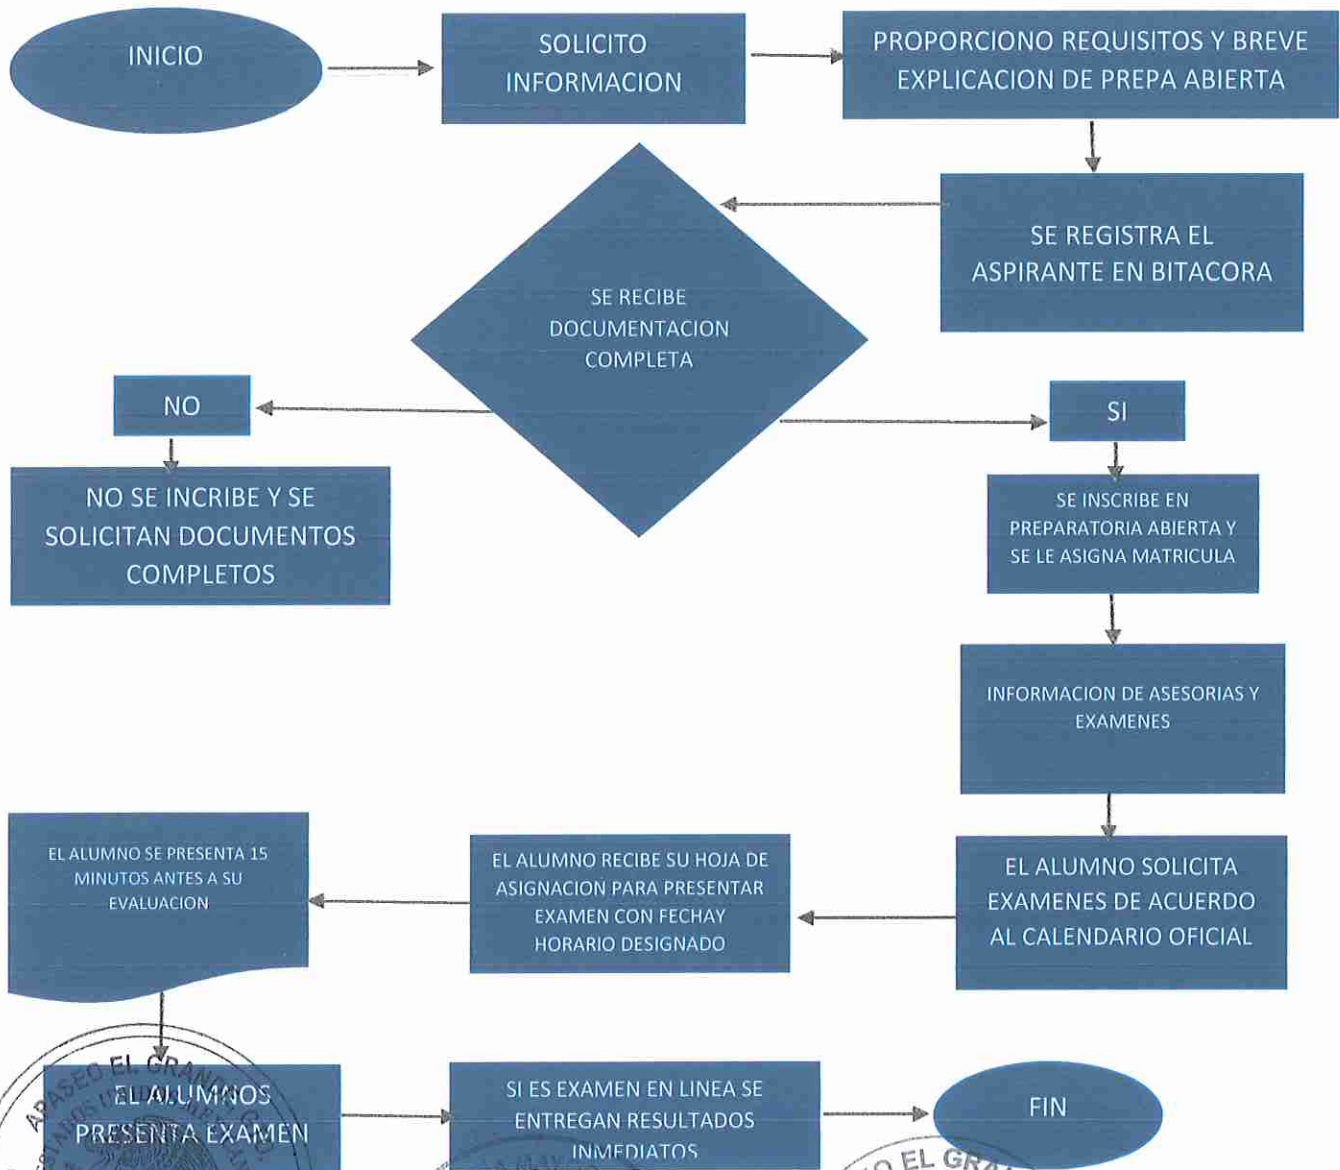 INICIO
SOLICITO
INFORMACION
PROPORCIONO REQUISITOS Y BREVE
EXPLICACION DE PREPA ABIERTA
SE REGISTRA EL
ASPIRANTE EN BITACORA
SE RECIBE
DOCUMENTACION
COMPLETA
NO
SI
NO SE INCRIBE Y SE
SOLICITAN DOCUMENTOS
COMPLETOS
SE INSCRIBE EN
PREPARATORIA ABIERTA Y
SE LE ASIGNA MATRICULA
INFORMACION DE ASESORIAS Y
EXAMENES
EL ALUMNO SOLICITA
EXAMENES DE ACUERDO
AL CALENDARIO OFICIAL
EL ALUMNO RECIBE SU HOJA DE
ASIGNACION PARA PRESENTAR
EXAMEN CON FECHAY
HORARIO DESIGNADO
EL ALUMNO SE PRESENTA 15
MINUTOS ANTES A SU
EVALUACION
EL ALUMNOS
PRESENTA EXAMEN
SI ES EXAMEN EN LINEA SE
ENTREGAN RESULTADOS
INMEDIATOS
FIN
APASEO EL GRANDE
EL